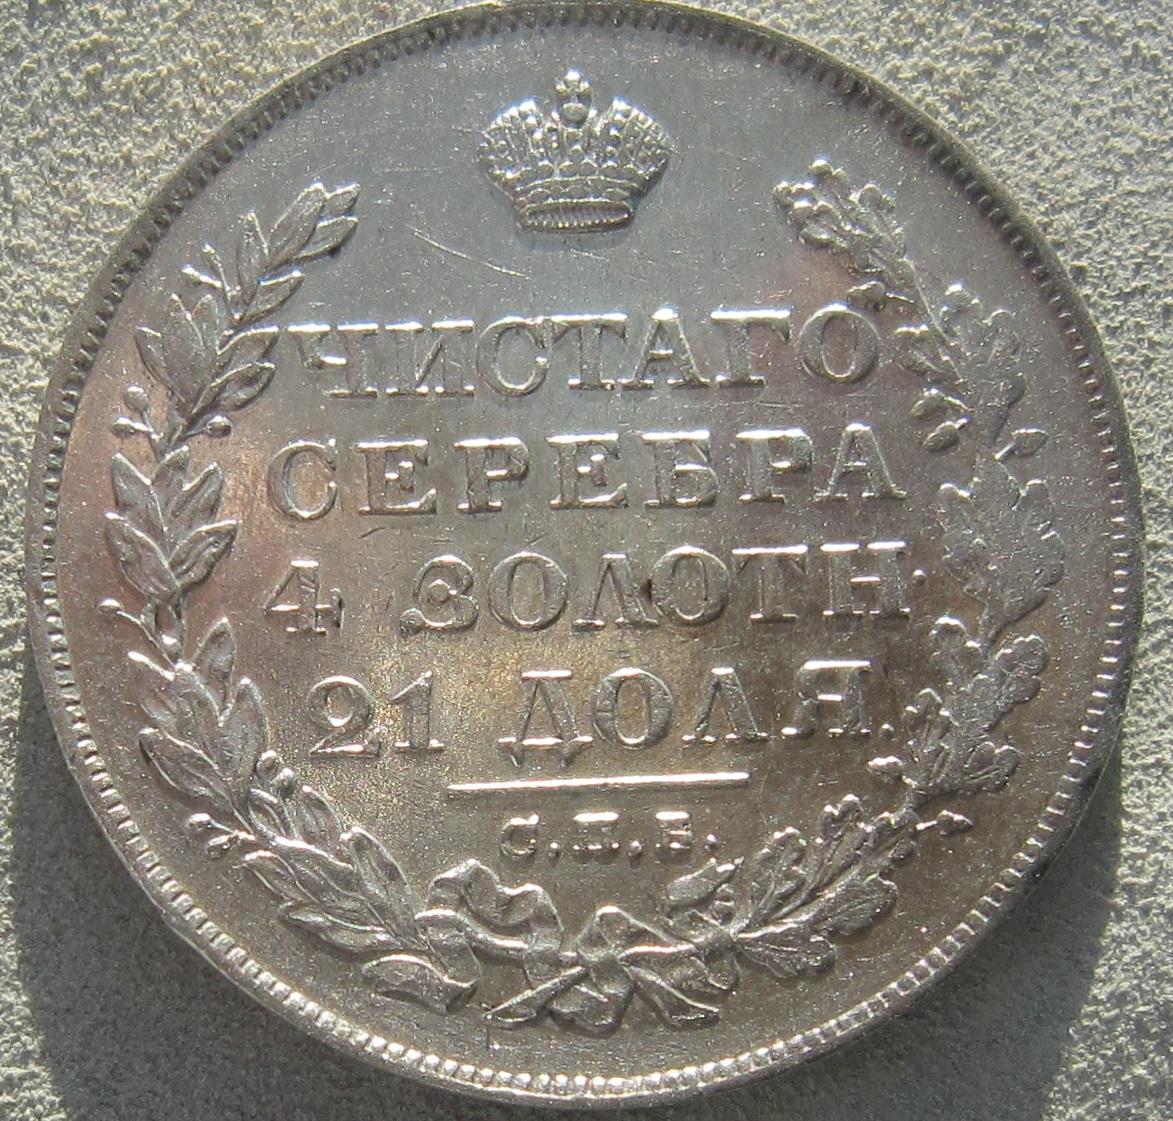 ЧИСТАГО
СЕРЕБРА
4 ЗОЛОТН.
21 ДОЛЯ.
С.П.Б.